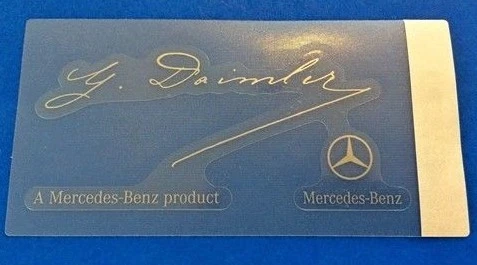 G. Daimler
A Mercedes-Benz product
Mercedes-Benz